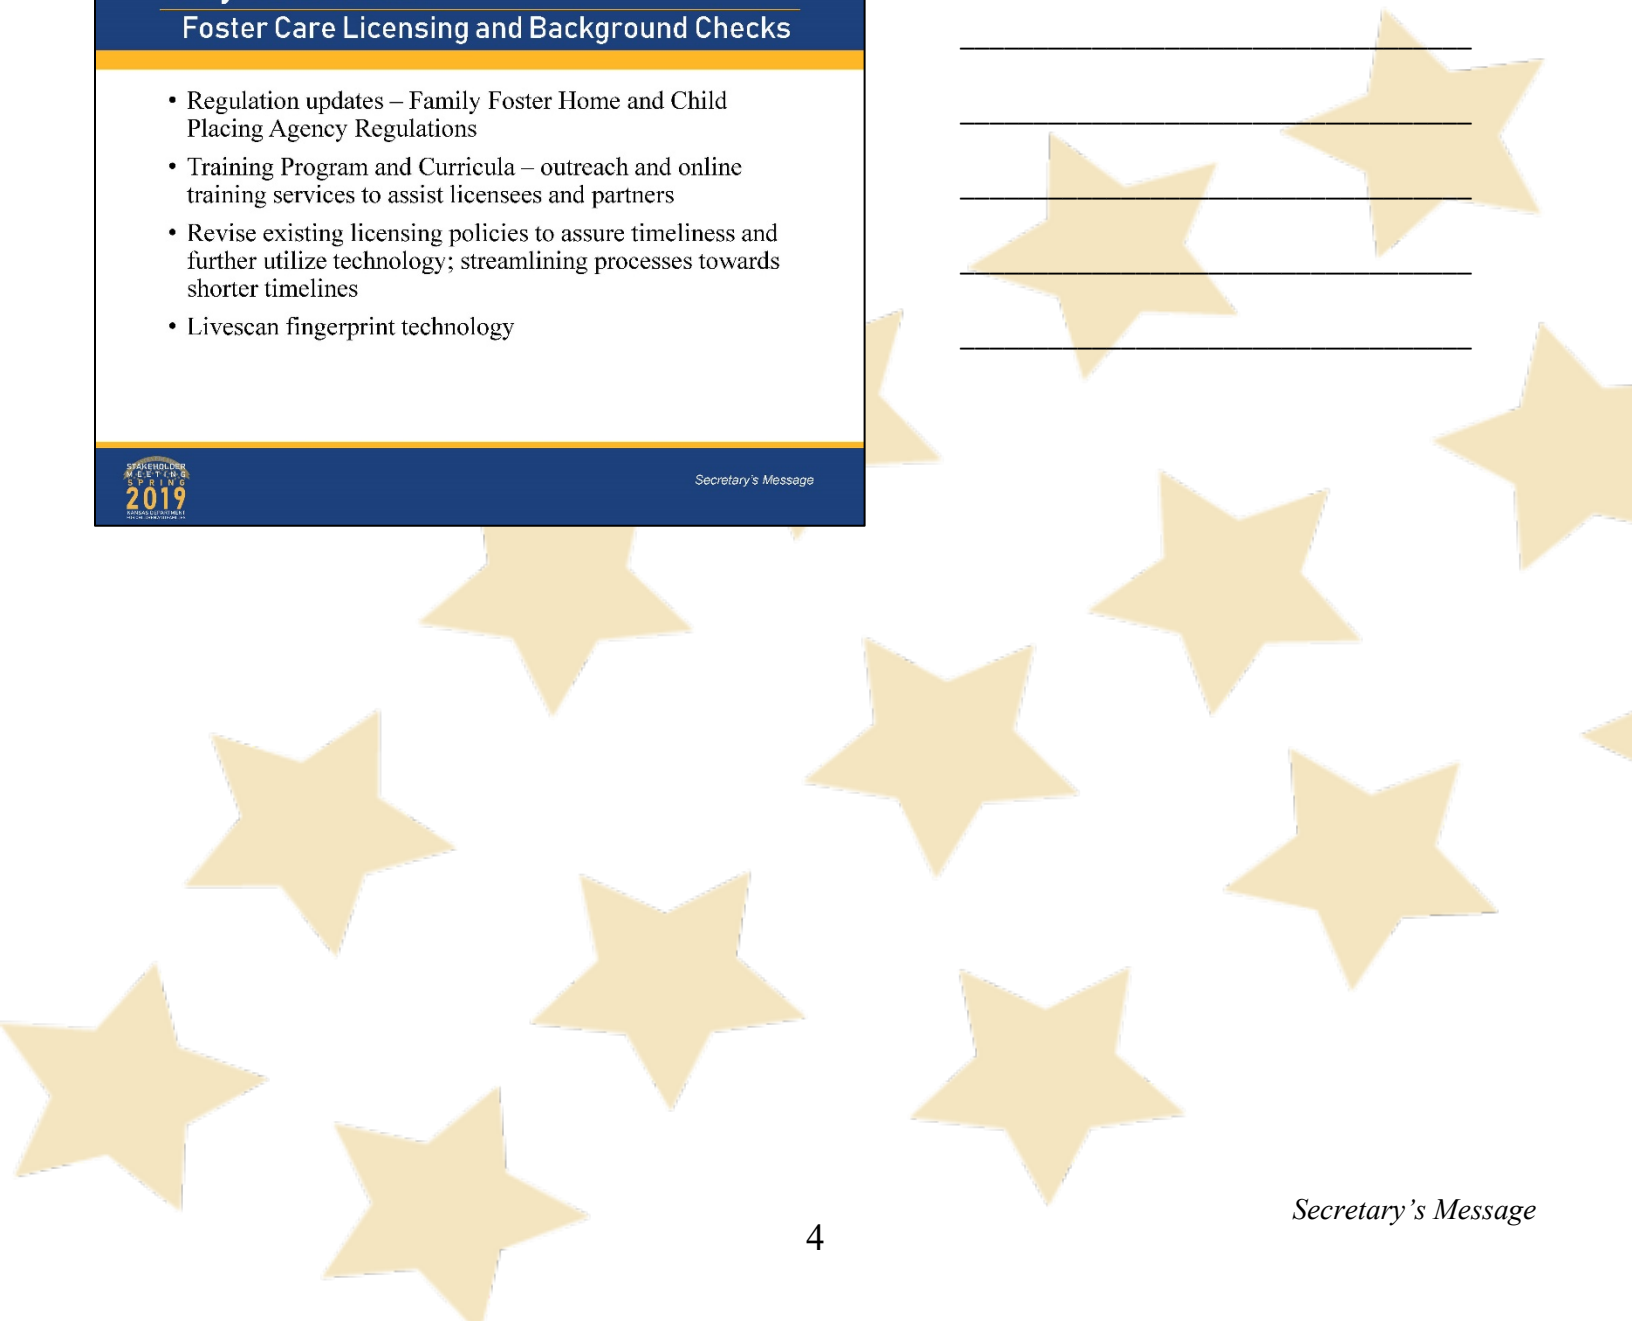 Foster Care Licensing and Background Checks
• Regulation updates – Family Foster Home and Child
Placing Agency Regulations
• Training Program and Curricula – outreach and online
training services to assist licensees and partners
• Revise existing licensing policies to assure timeliness and
further utilize technology; streamlining processes towards
shorter timelines
• Livescan fingerprint technology
STAKEHOLDER
MEETING
SPRING
2019
KANSAS DEPARTMENT
Secretary's Message
Secretary’s Message
4